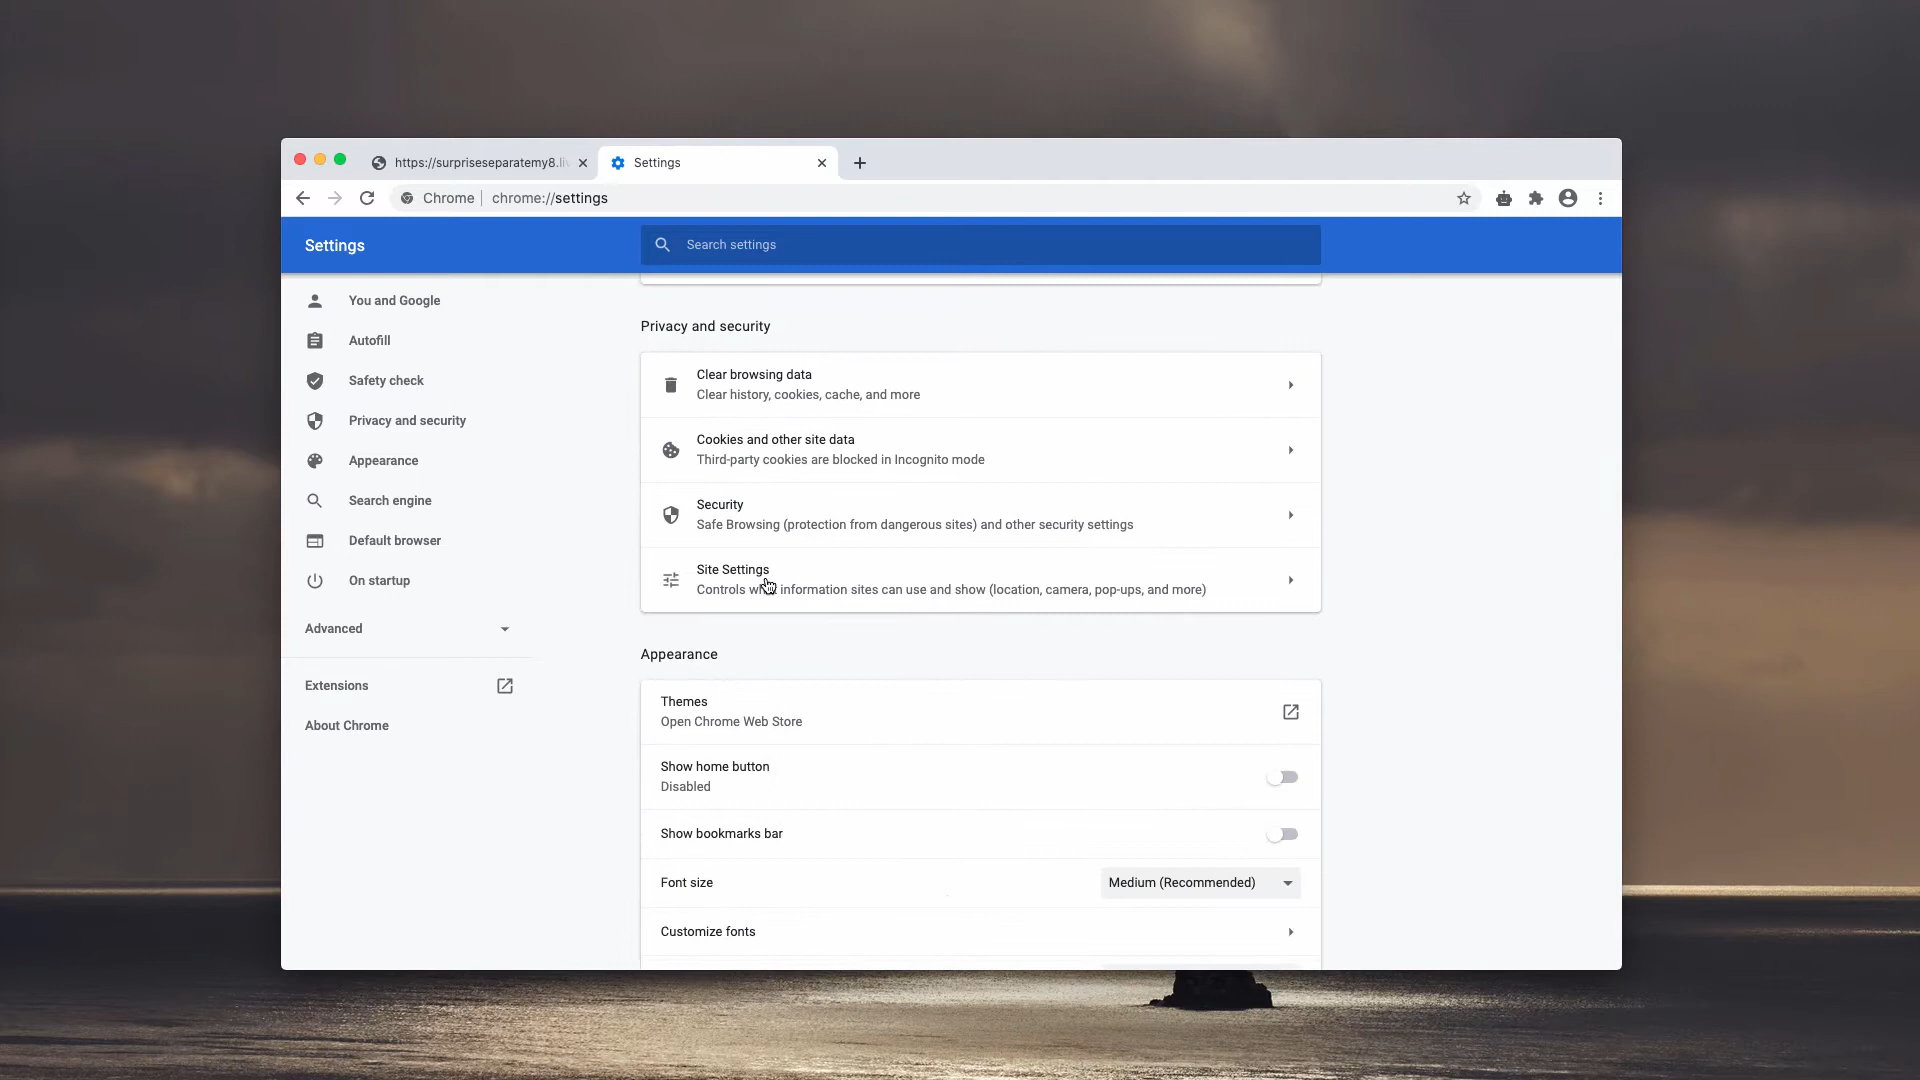 https://surpriseseparatemy8.li
Settings
Chrome
chrome://settings
Settings
Search settings
You and Google
Autofill
Safety check
Privacy and security
Appearance
Search engine
Default browser
On startup
Advanced
Extensions
About Chrome
Privacy and security
Clear browsing data
Clear history, cookies, cache, and more
Cookies and other site data
Third-party cookies are blocked in Incognito mode
Security
Safe Browsing (protection from dangerous sites) and other security settings
Site Settings
Controls what information sites can use and show (location, camera, pop-ups, and more)
Appearance
Themes
Open Chrome Web Store
Show home button
Disabled
Show bookmarks bar
Font size
Medium (Recommended)
Customize fonts